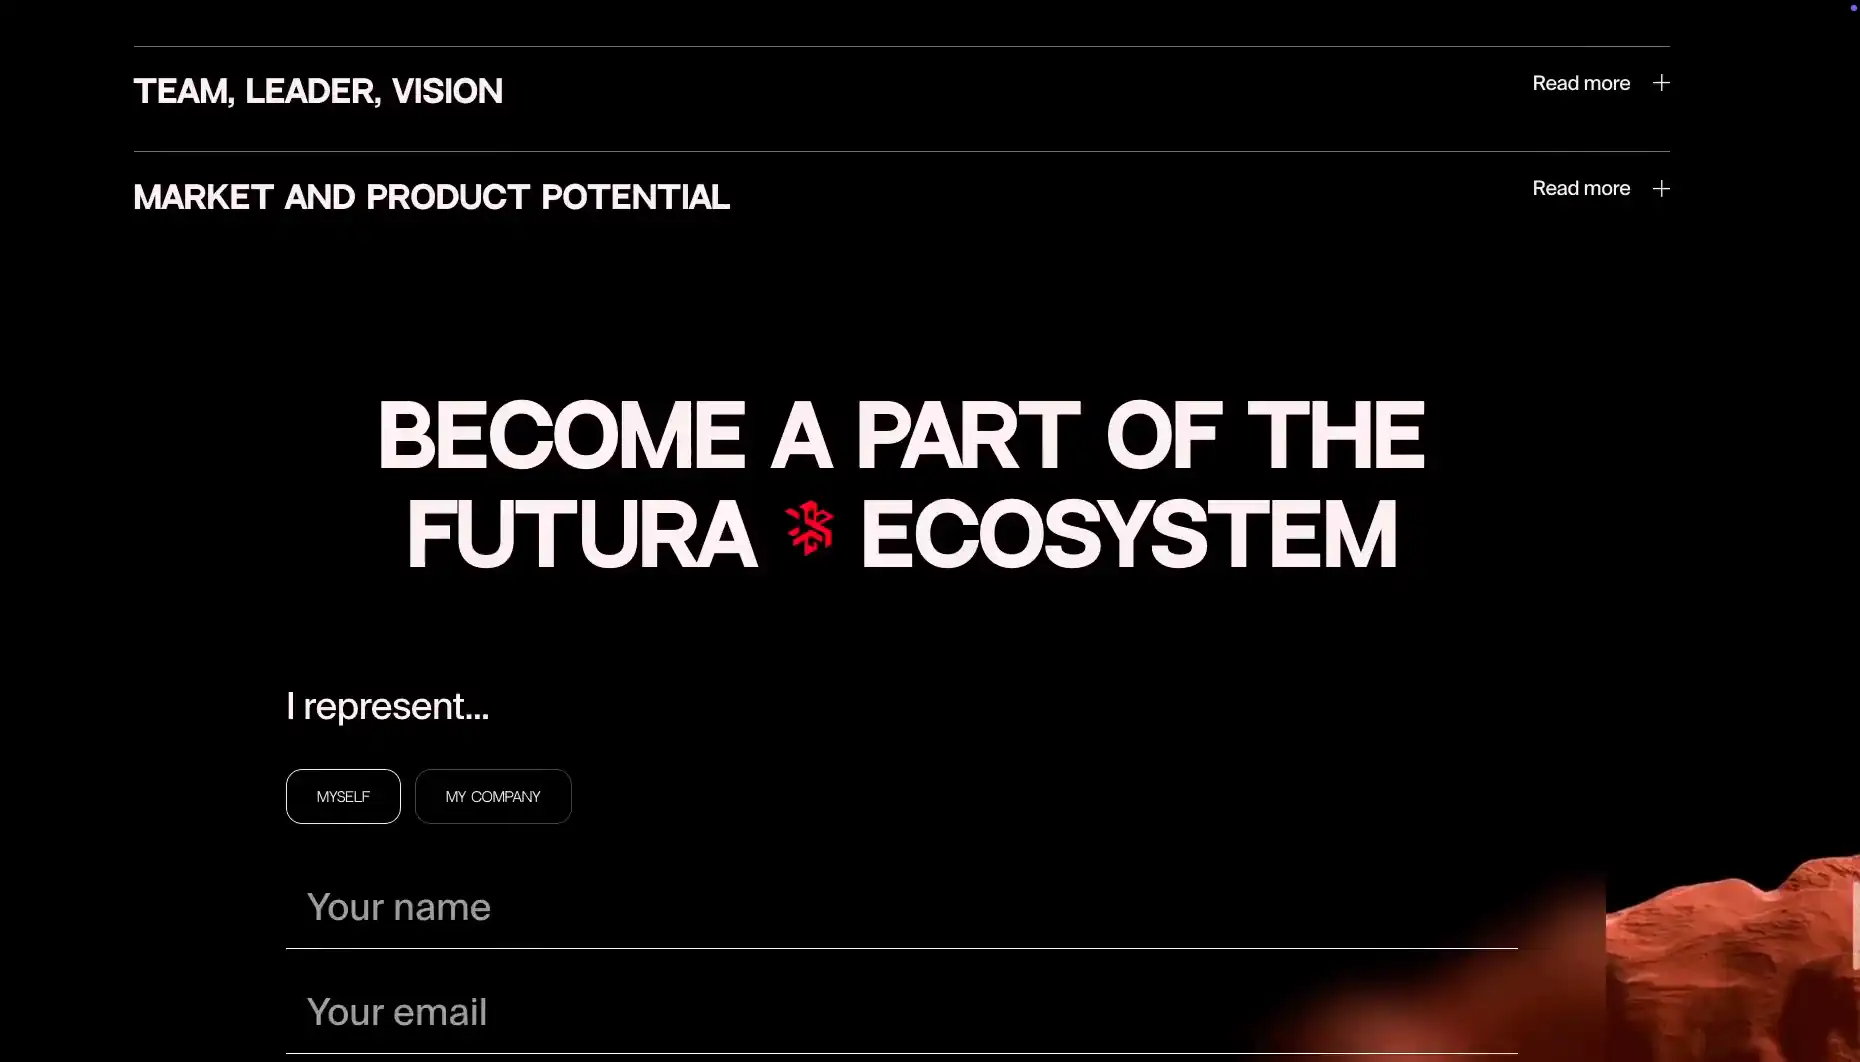 TEAM, LEADER, VISION
Read more
MARKET AND PRODUCT POTENTIAL
Read more
BECOME A PART OF THE
FUTURA ECOSYSTEM
I represent...
MYSELF
MY COMPANY
Your name
Your email